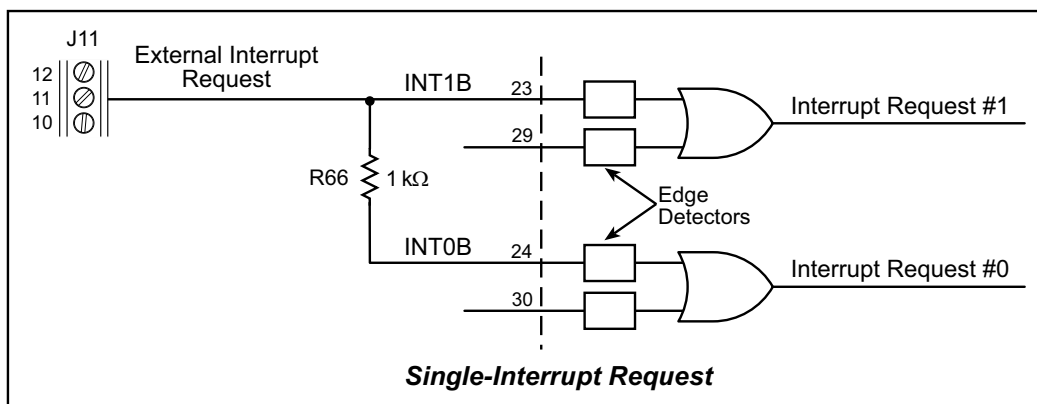 J11
External Interrupt
Request
12
11
10
INT1B
23
Interrupt Request #1
29
R66
1 kΩ
Edge
Detectors
INT0B
24
Interrupt Request #0
30
Single-Interrupt Request